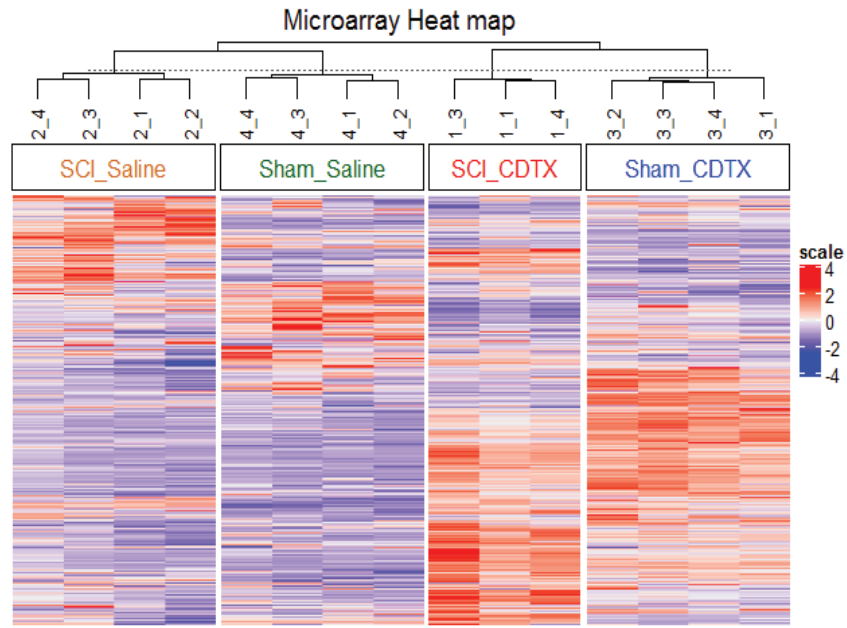 Microarray Heat map
2_4 2_3 2_1 2_2 4_4 4_3 4_1 4_2 1_3 1_1 1_4 3_2 3_3 3_4 3_1
SCI_Saline Sham_Saline SCI_CDTX Sham_CDTX
scale
4
2
0
-2
-4